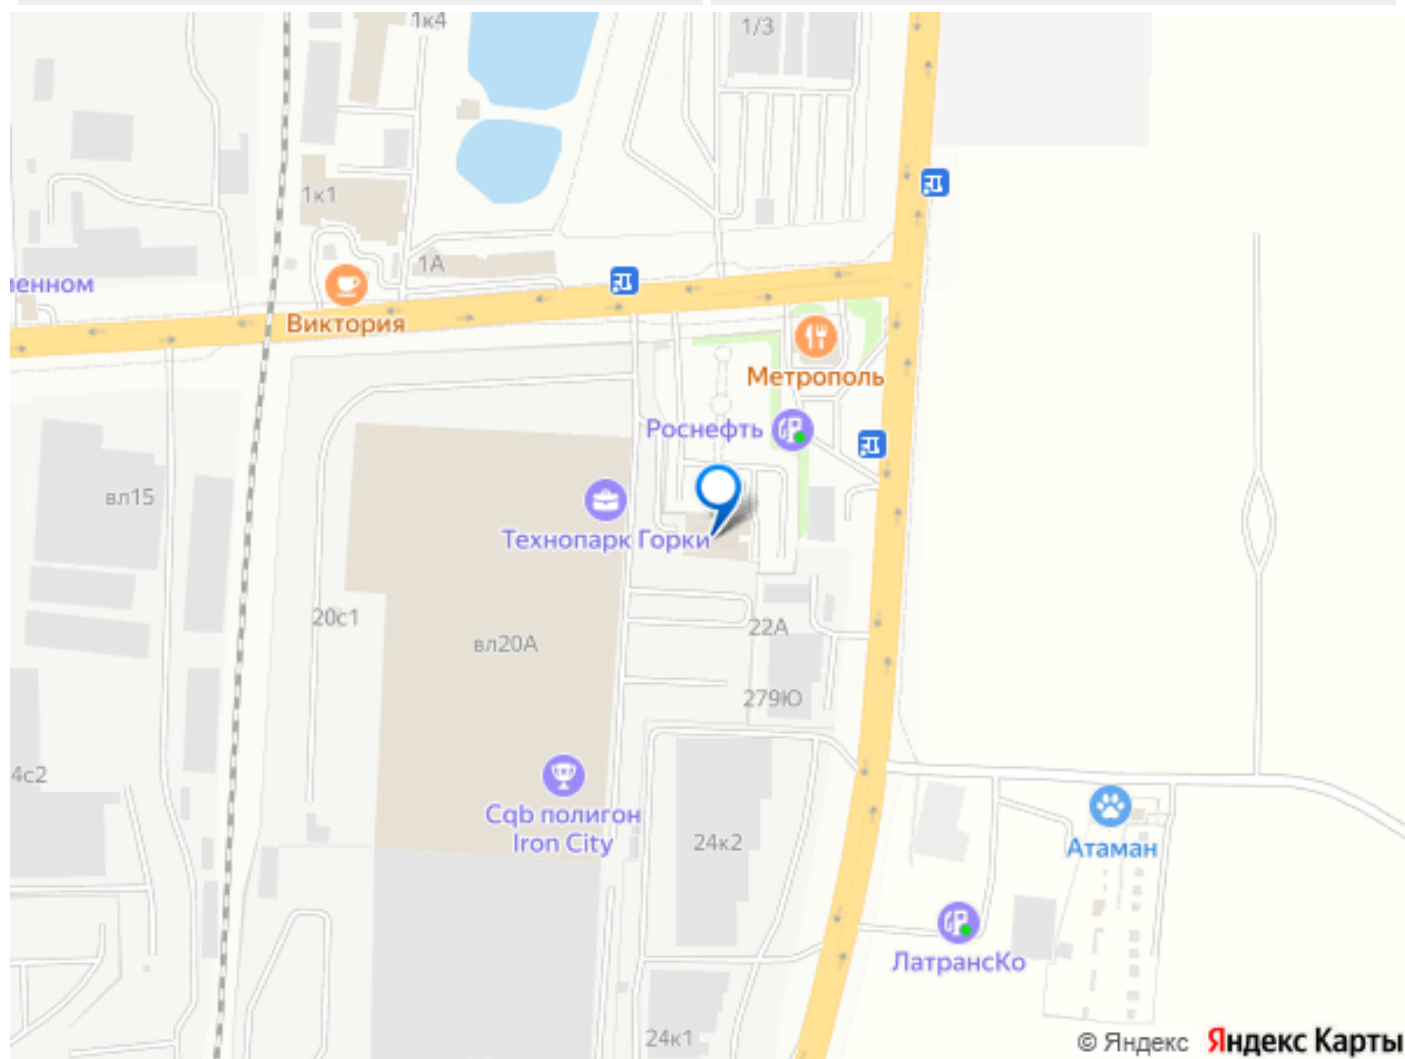 1к4
1/3
1к1
1А
ленном
Виктория
Метрополь
Роснефть
вл15
Технопарк Горки
20с1
22А
вл20А
279Ю
4с2
Cqb полигон
Iron City
24к2
Атаман
ЛатрансКо
24к1
© Яндекс Яндекс Карты